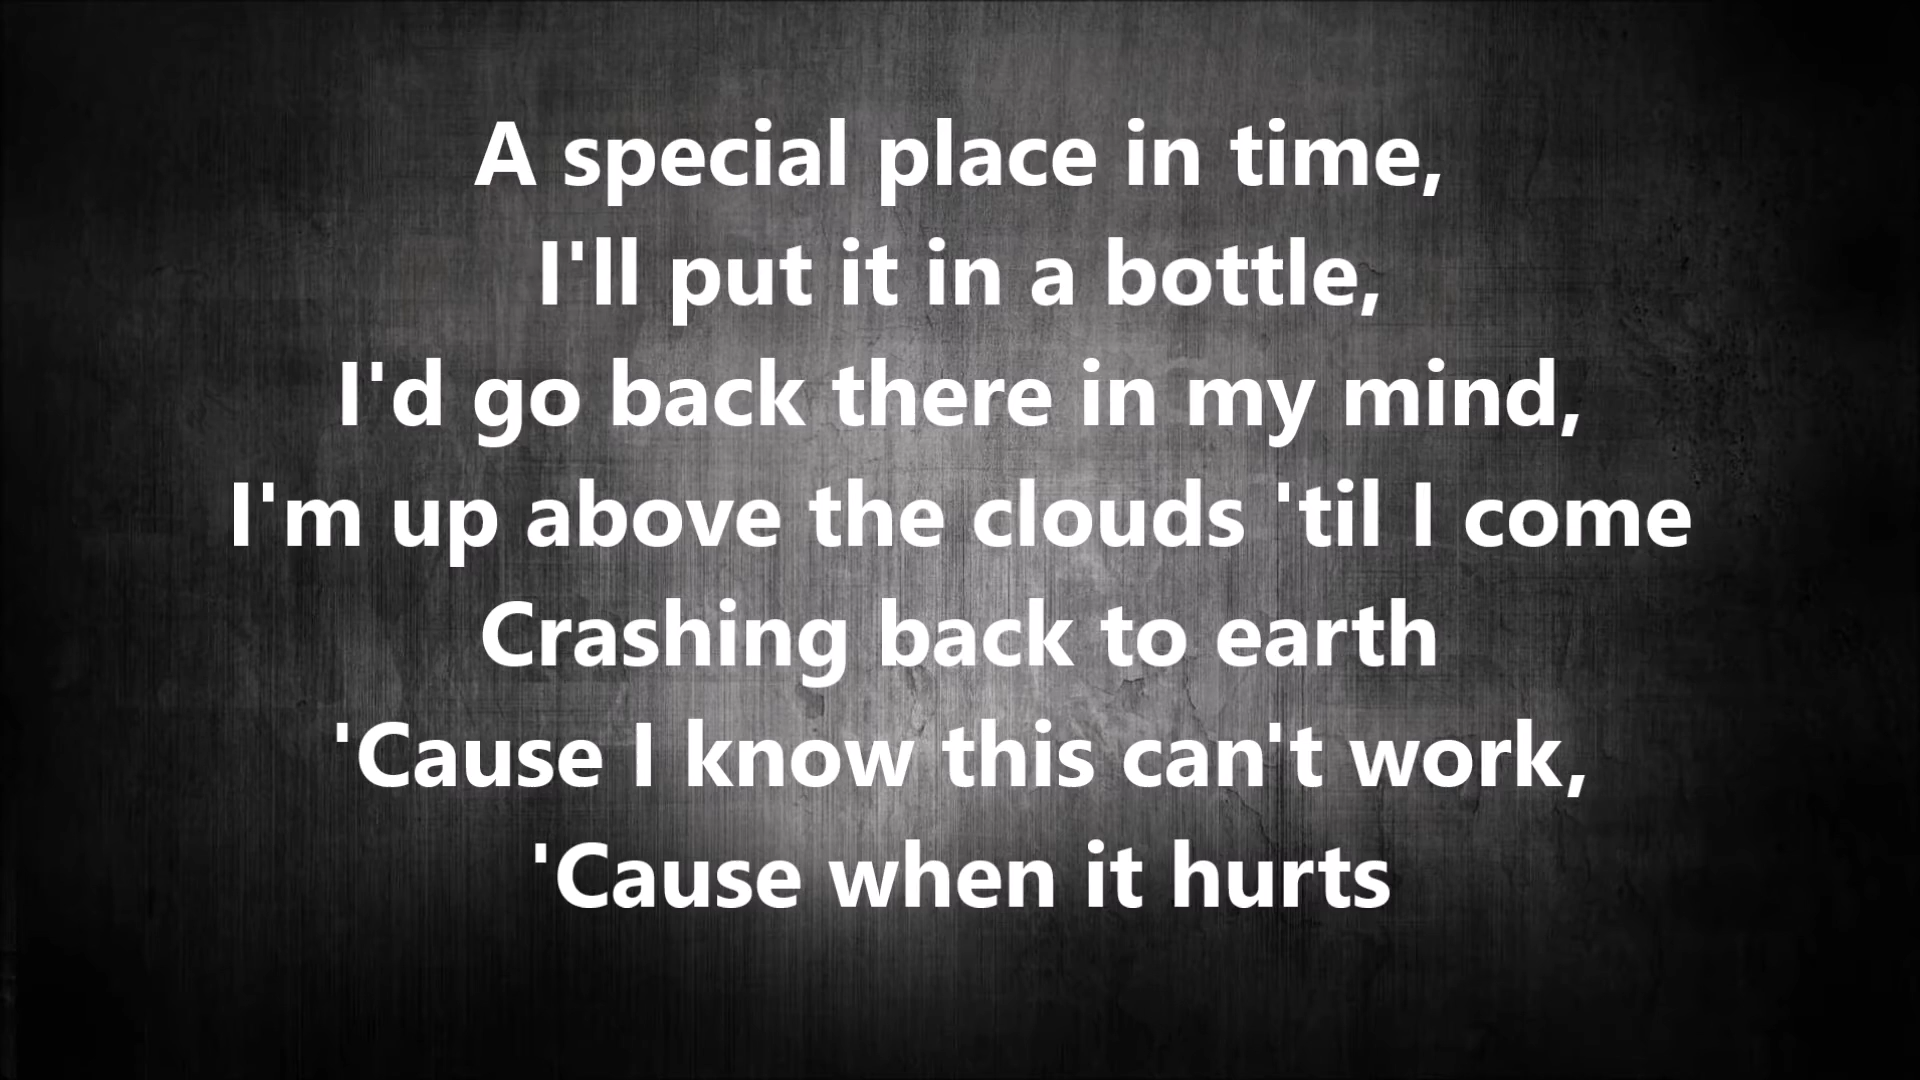 A special place in time,
I'll put it in a bottle,
I'd go back there in my mind,
I'm up above the clouds 'til I come
Crashing back to earth
'Cause I know this can't work,
'Cause when it hurts